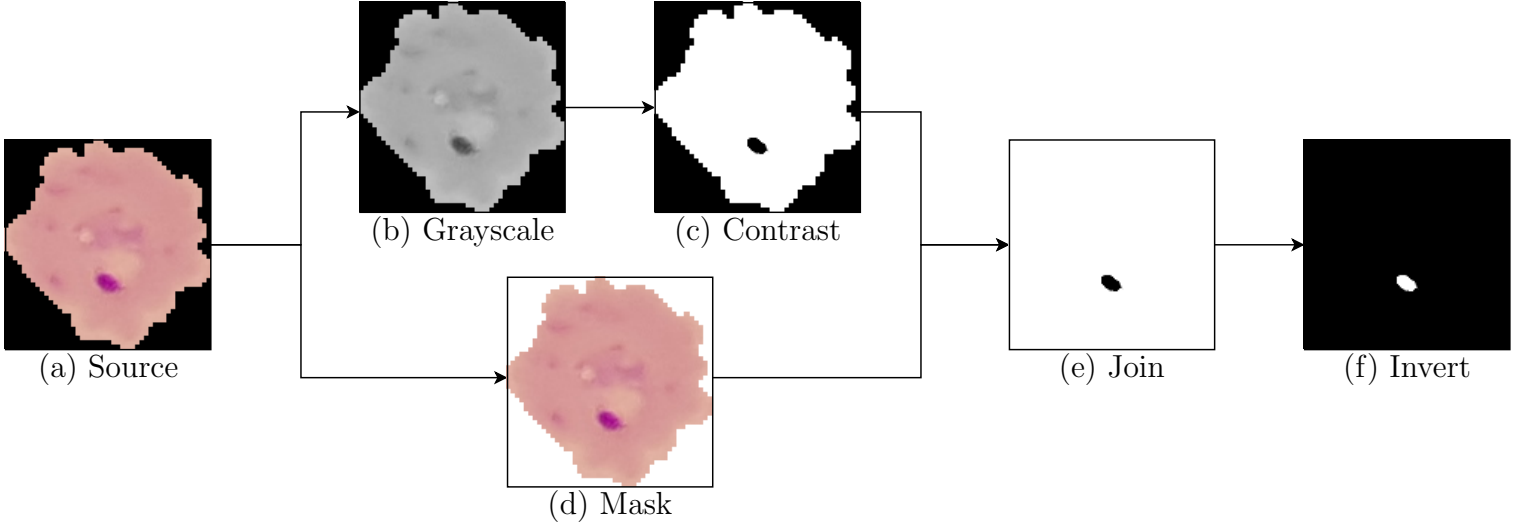 (a) Source
(b) Grayscale
(c) Contrast
(d) Mask
(e) Join
(f) Invert